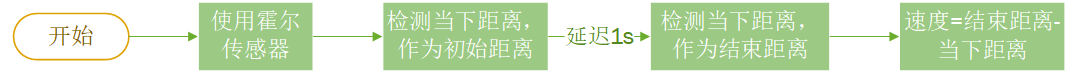 开始
使用霍尔
传感器
检测当下距离，
作为初始距离
延迟1s
检测当下距离，
作为结束距离
速度=结束距离-
当下距离